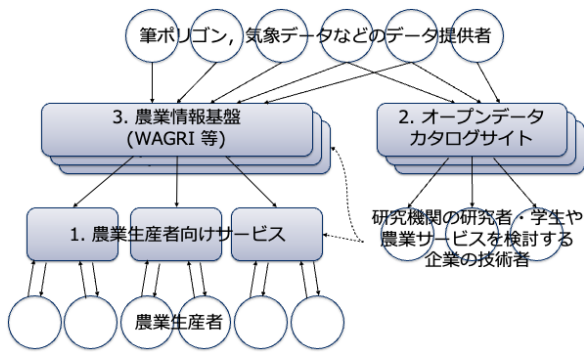 筆ポリゴン，気象データなどのデータ提供者
3. 農業情報基盤
(WAGRI 等)
2. オープンデータ
カタログサイト
1. 農業生産者向けサービス
研究機関の研究者・学生や
農業サービスを検討する
企業の技術者
農業生産者